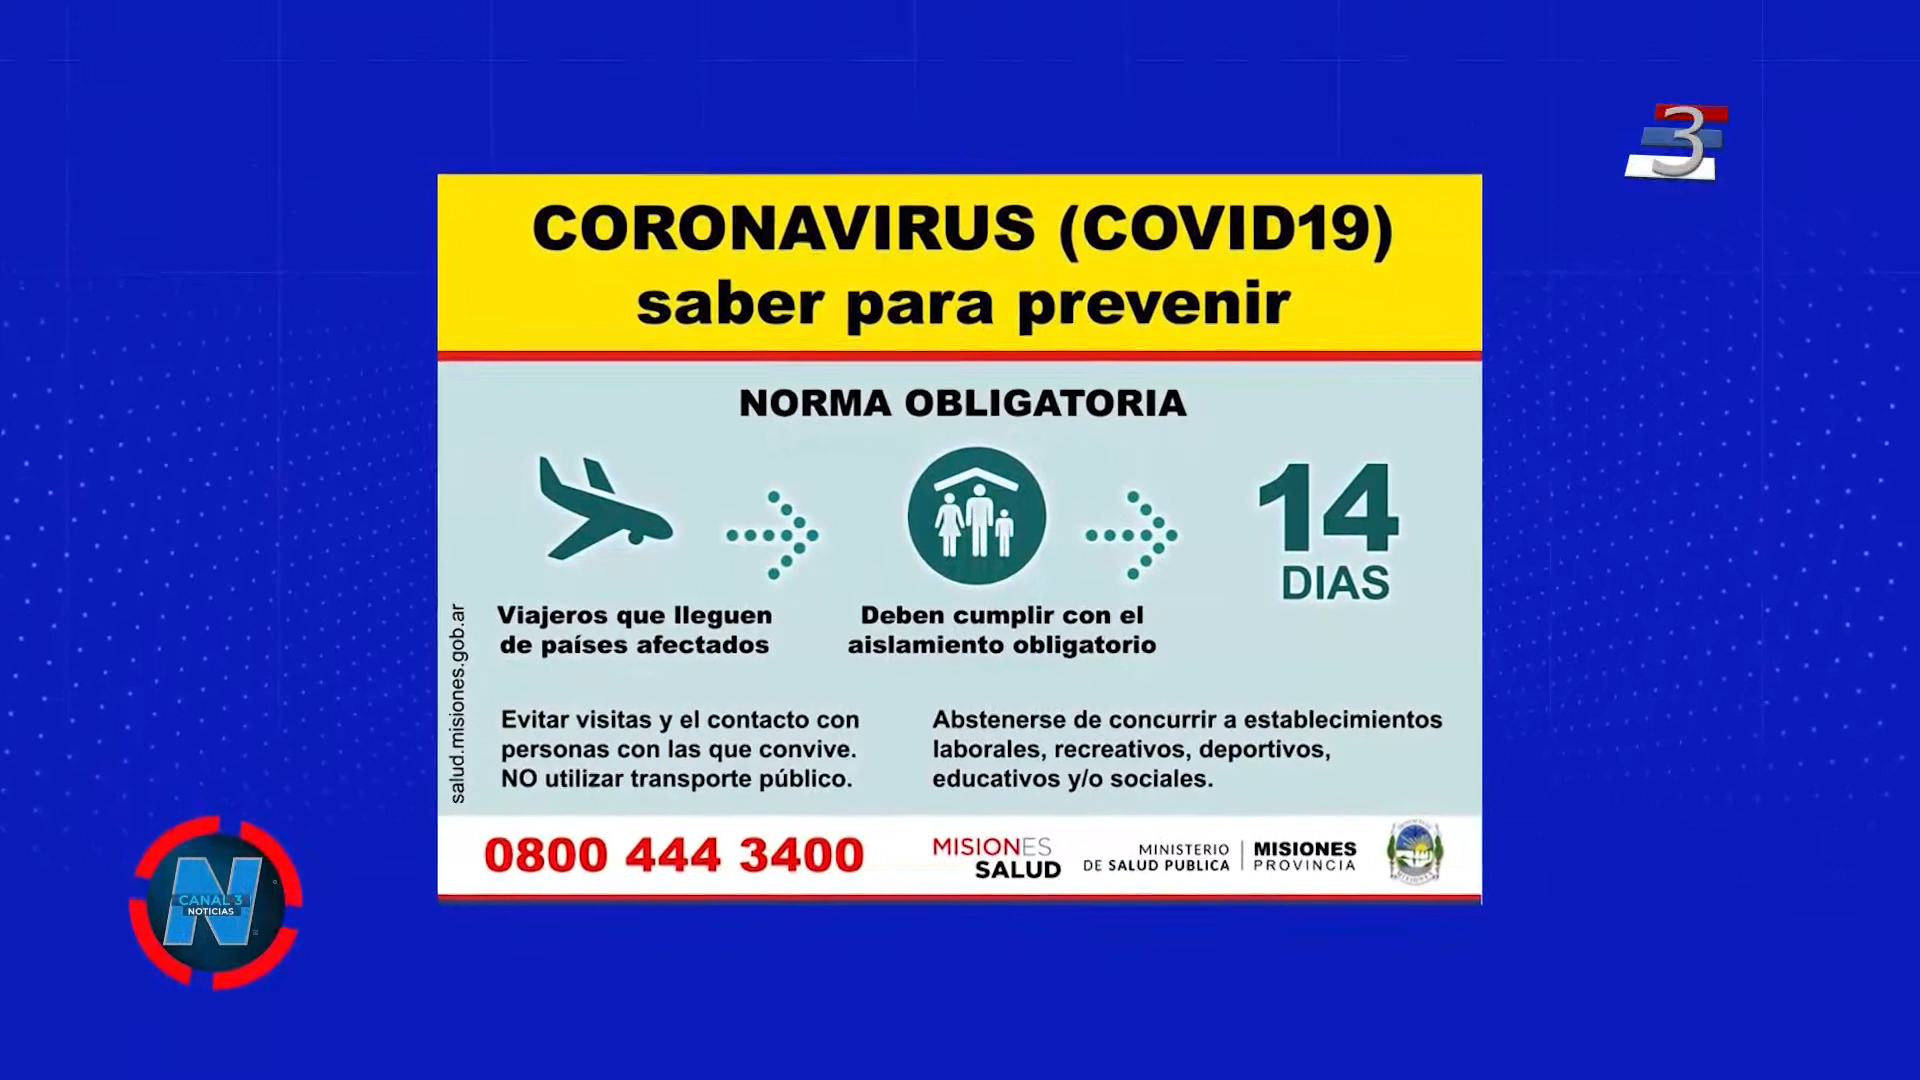 3
CORONAVIRUS (COVID19)
saber para prevenir
NORMA OBLIGATORIA
14
DIAS
Viajeros que lleguen
de países afectados
Deben cumplir con el
aislamiento obligatorio
Evitar visitas y el contacto con
personas con las que convive.
NO utilizar transporte público.
Abstenerse de concurrir a establecimientos
laborales, recreativos, deportivos,
educativos y/o sociales.
salud.misiones.gob.ar
0800 444 3400
MISIONES
SALUD
MINISTERIO
DE SALUD PUBLICA
MISIONES
PROVINCIA
N
CANAL 3
NOTICIAS